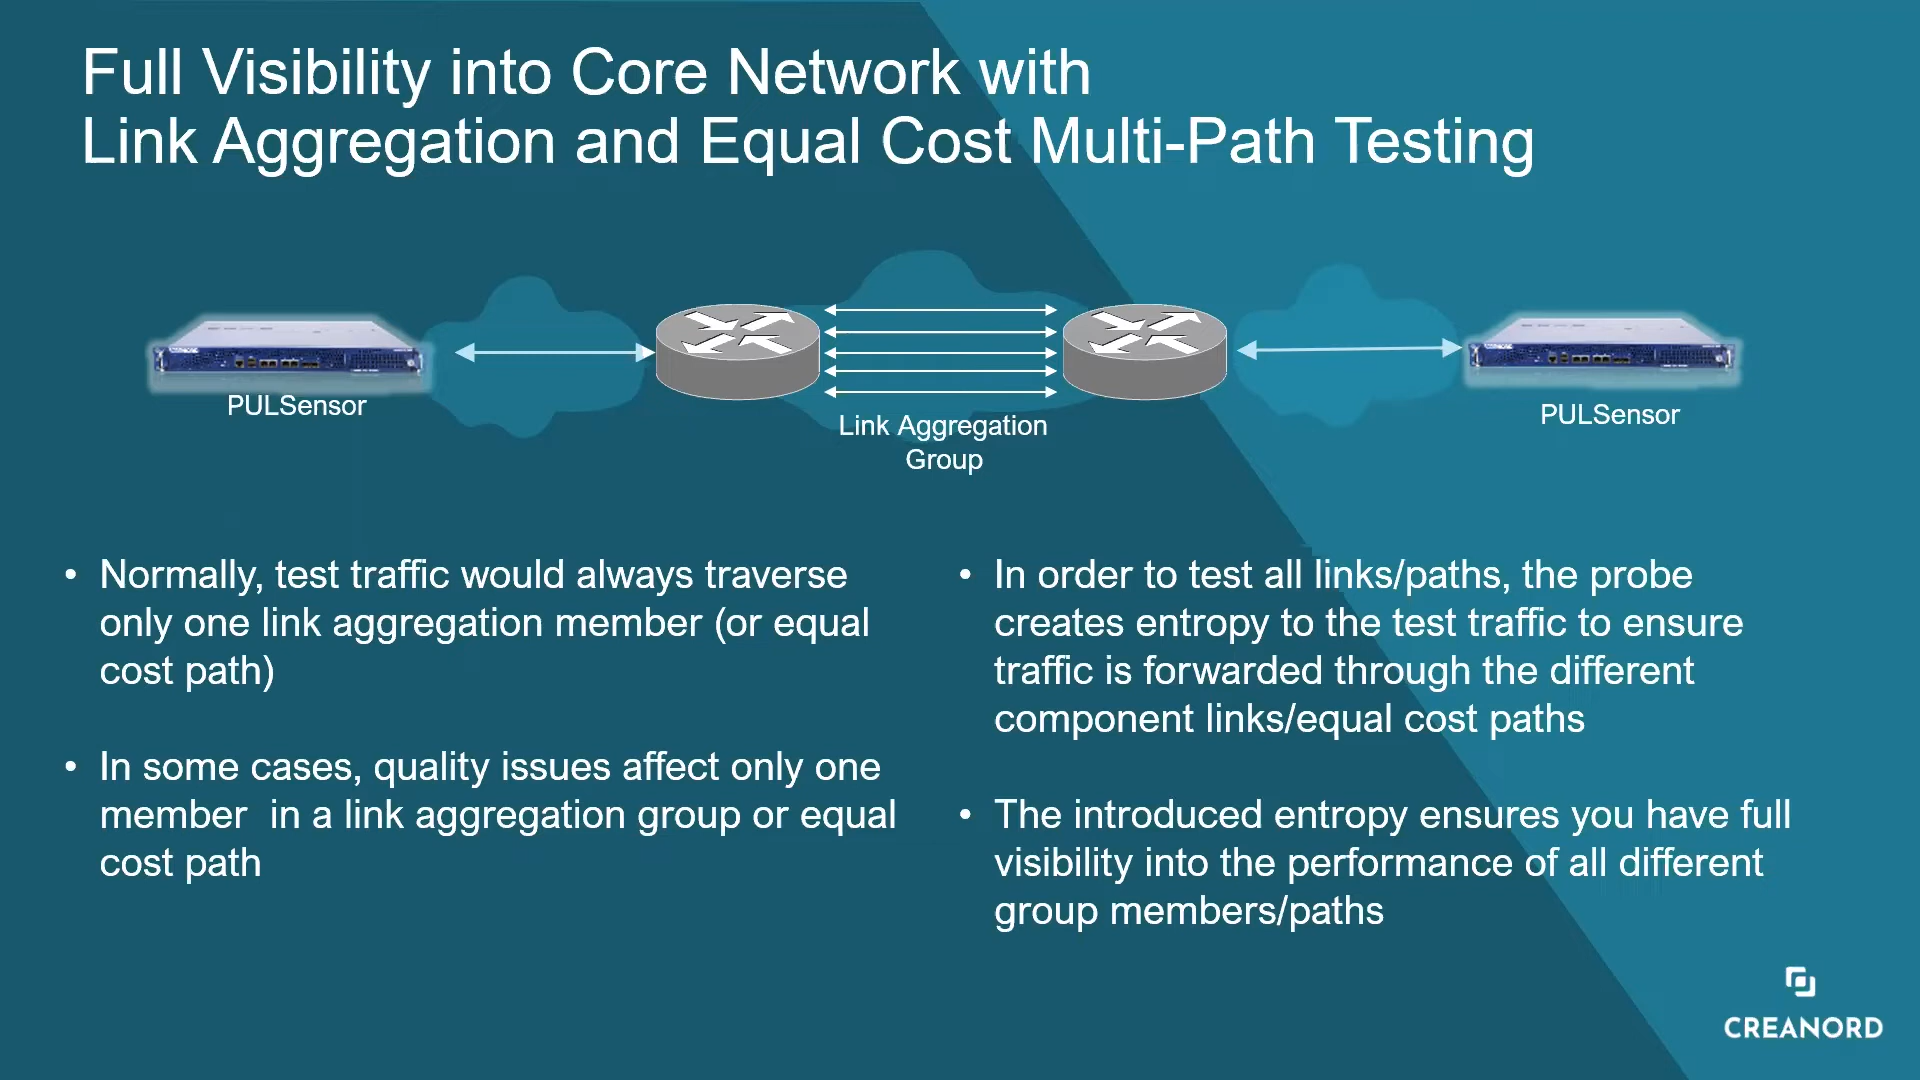 Full Visibility into Core Network with
Link Aggregation and Equal Cost Multi-Path Testing
PULSensor
Link Aggregation
Group
PULSensor
• Normally, test traffic would always traverse
only one link aggregation member (or equal
cost path)
• In some cases, quality issues affect only one
member  in a link aggregation group or equal
cost path
• In order to test all links/paths, the probe
creates entropy to the test traffic to ensure
traffic is forwarded through the different
component links/equal cost paths
• The introduced entropy ensures you have full
visibility into the performance of all different
group members/paths
CREANORD